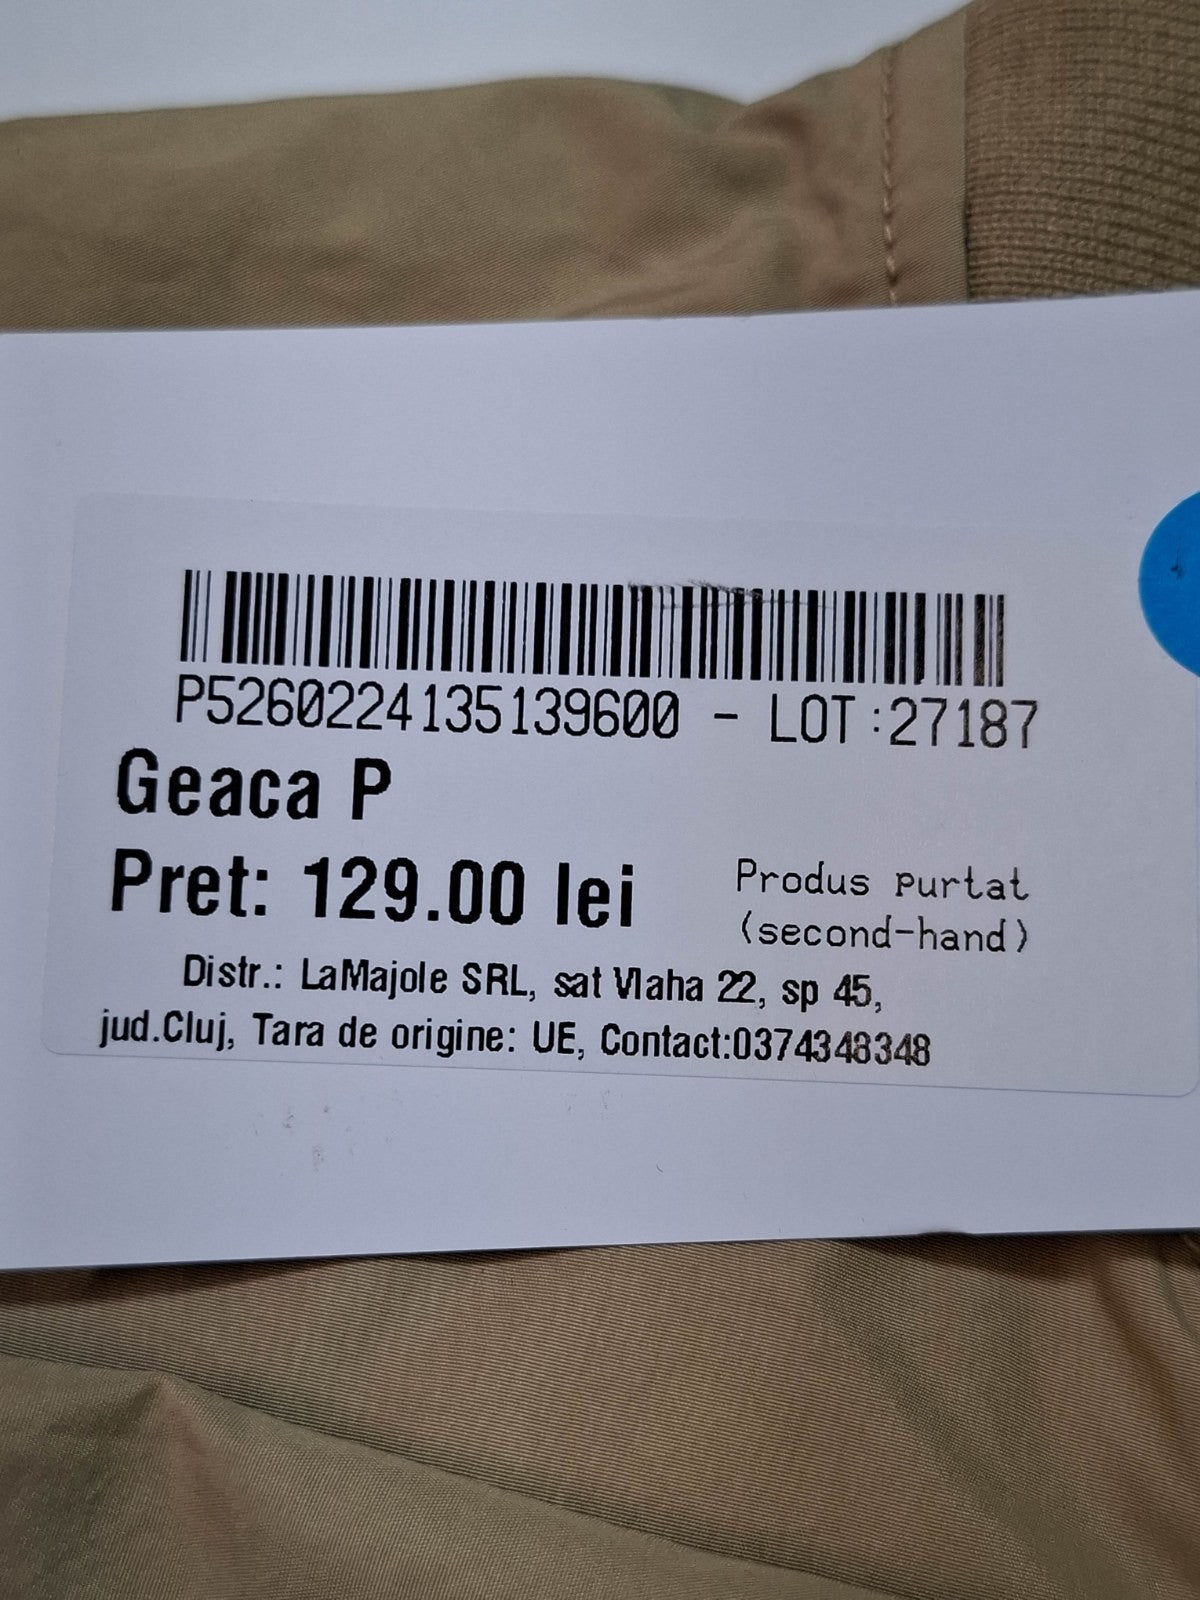 P5260224135139600 - LOT:27187
Geaca P
Pret: 129.00 lei
Produs purtat
(second-hand)
Distr.: LaMajole SRL, sat Vlaha 22, sp 45,
jud.Cluj, Tara de origine: UE, Contact:0374348348